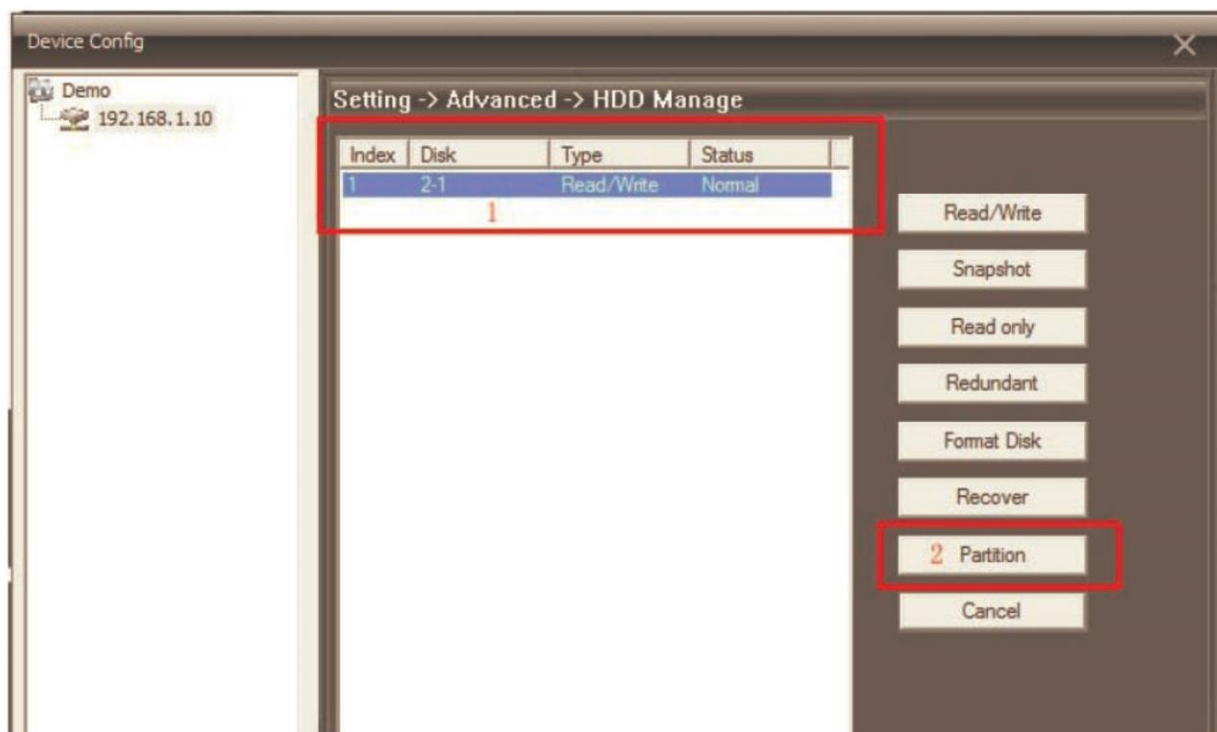 Device Config
Demo
192.168.1.10
Setting -> Advanced -> HDD Manage
Index Disk Type Status
1 2-1 Read/Write Normal
1
Read/Write
Snapshot
Read only
Redundant
Format Disk
Recover
2 Partition
Cancel